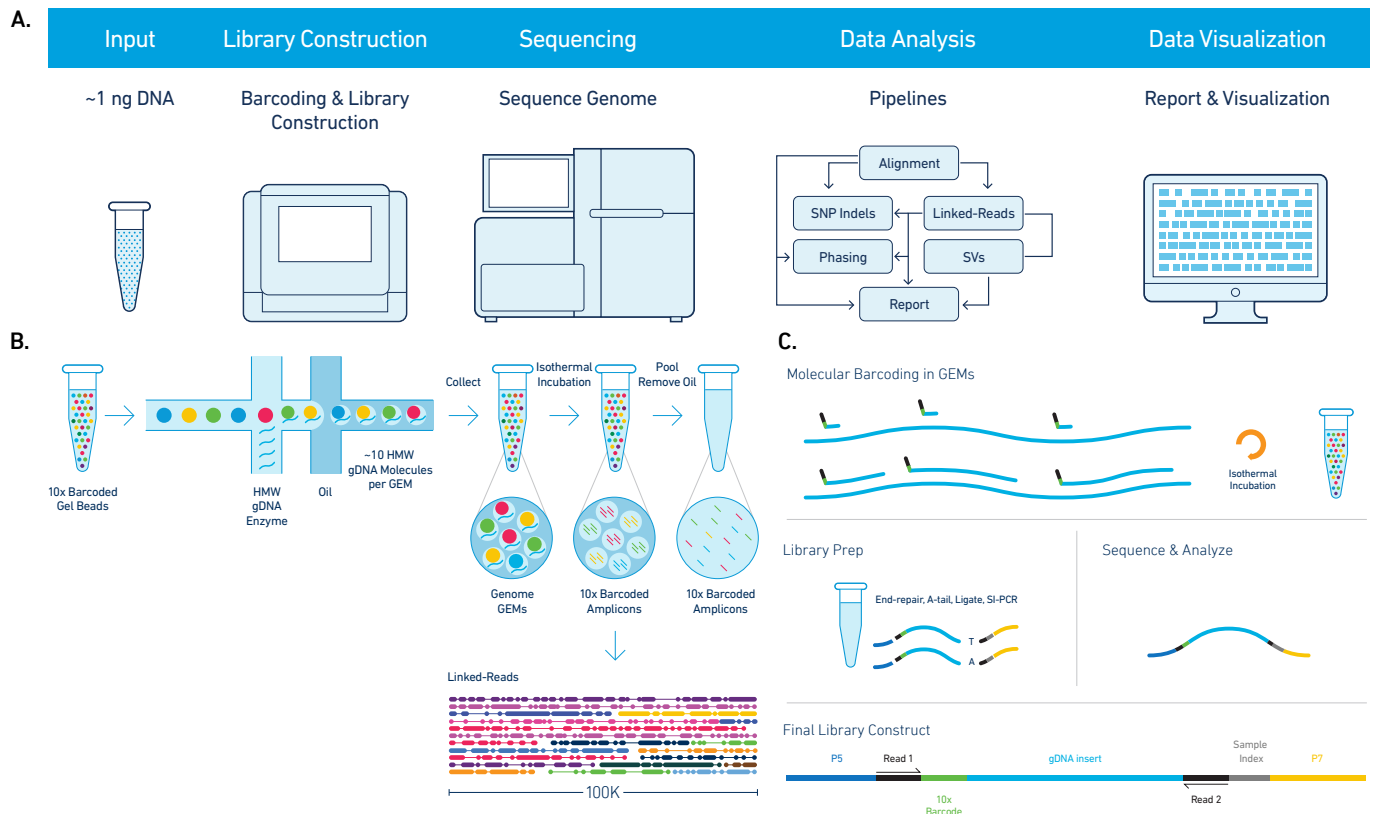 A.
Input
Library Construction
Sequencing
Data Analysis
Data Visualization
~1 ng DNA
Barcoding & Library
Construction
Sequence Genome
Pipelines
Report & Visualization
Alignment
SNP Indels
Linked-Reads
Phasing
SVs
Report
B.
10x Barcoded
Gel Beads
HMW
gDNA
Enzyme
Oil
~10 HMW
gDNA Molecules
per GEM
Collect
Isothermal
Incubation
Pool
Remove Oil
Genome
GEMs
10x Barcoded
Amplicons
10x Barcoded
Amplicons
Linked-Reads
100K
C.
Molecular Barcoding in GEMs
Isothermal
Incubation
Library Prep
End-repair, A-tail, Ligate, SI-PCR
T
A
Sequence & Analyze
Final Library Construct
P5
Read 1
10x
Barcode
gDNA insert
Read 2
Sample
Index
P7